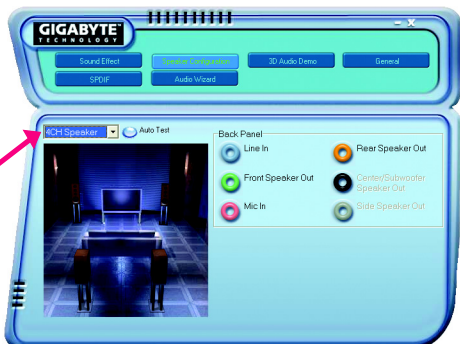 GIGABYTE™
TECHNOLOGY
– X
Sound Effect
Speaker Configuration
3D Audio Demo
General
SPDIF
Audio Wizard
4CH Speaker
Auto Test
Back Panel
Line In
Rear Speaker Out
Front Speaker Out
Center/Subwoofer
Speaker Out
Mic In
Side Speaker Out